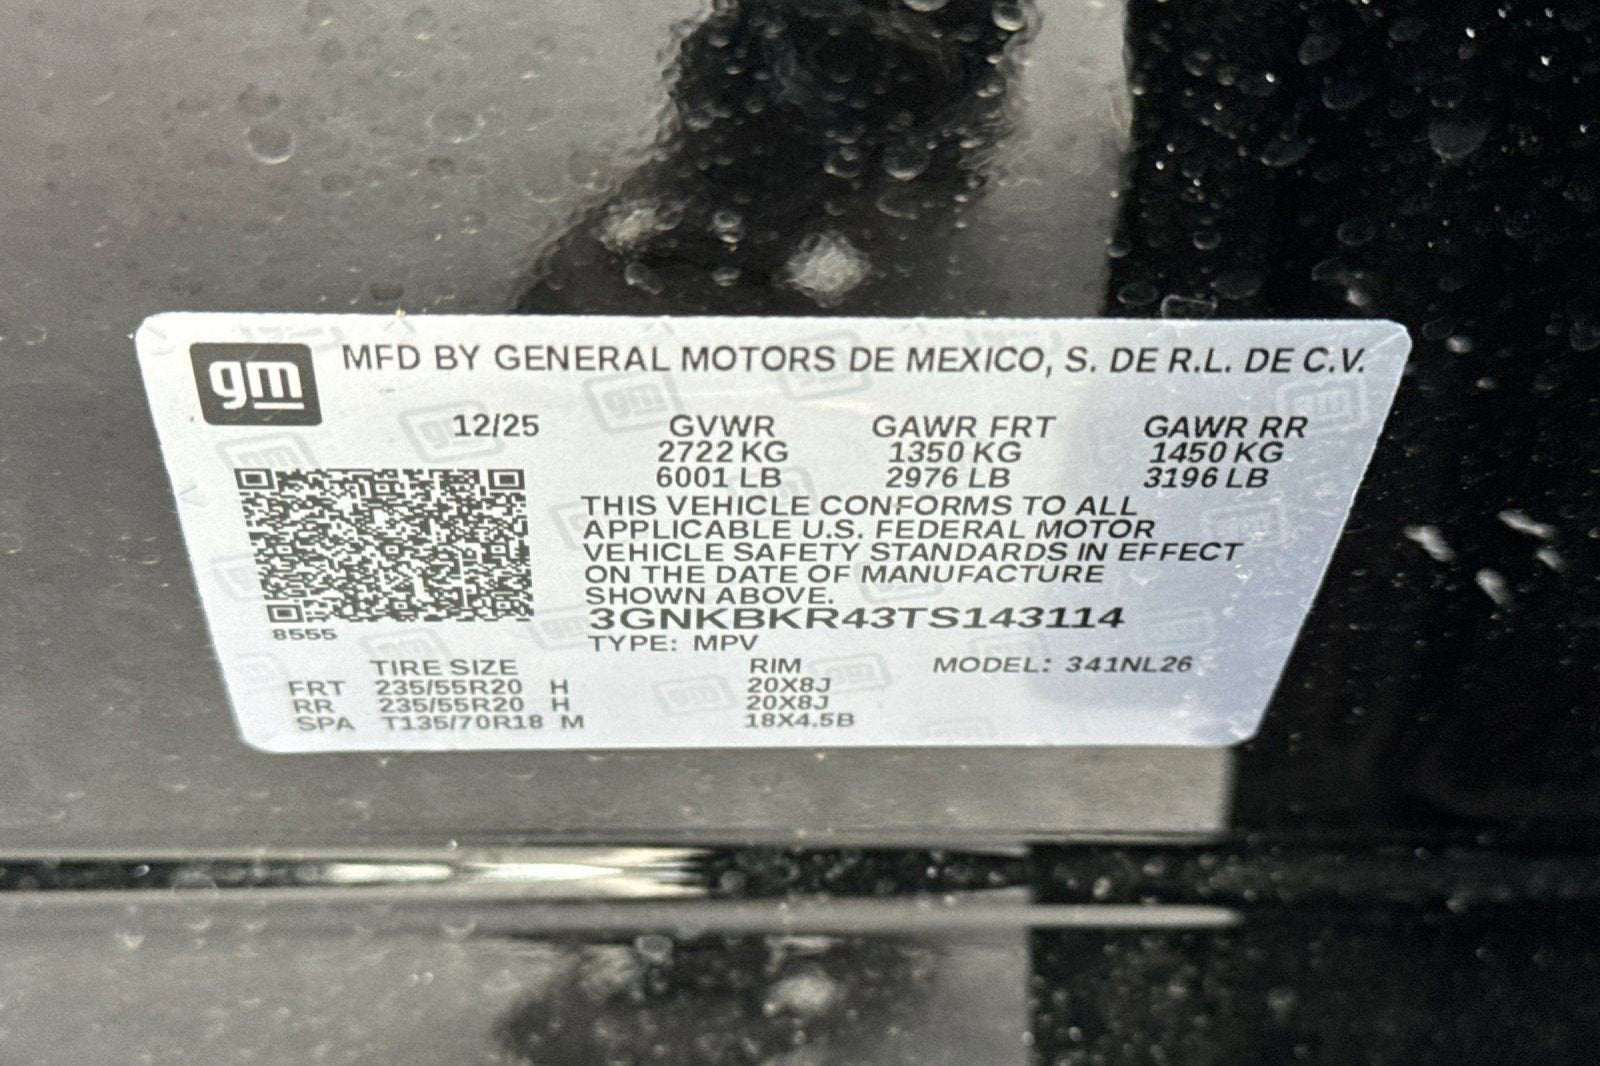 gm
MFD BY GENERAL MOTORS DE MEXICO, S. DE R.L. DE C.V.
12/25 GVWR GAWR FRT GAWR RR
2722 KG 1350 KG 1450 KG
6001 LB 2976 LB 3196 LB
THIS VEHICLE CONFORMS TO ALL
APPLICABLE U.S. FEDERAL MOTOR
VEHICLE SAFETY STANDARDS IN EFFECT
ON THE DATE OF MANUFACTURE
SHOWN ABOVE.
3GNKBKR43TS143114
8555
TYPE: MPV
TIRE SIZE RIM MODEL: 341NL26
FRT 235/55R20 H 20X8J
RR 235/55R20 H 20X8J
SPA T135/70R18 M 18X4.5B